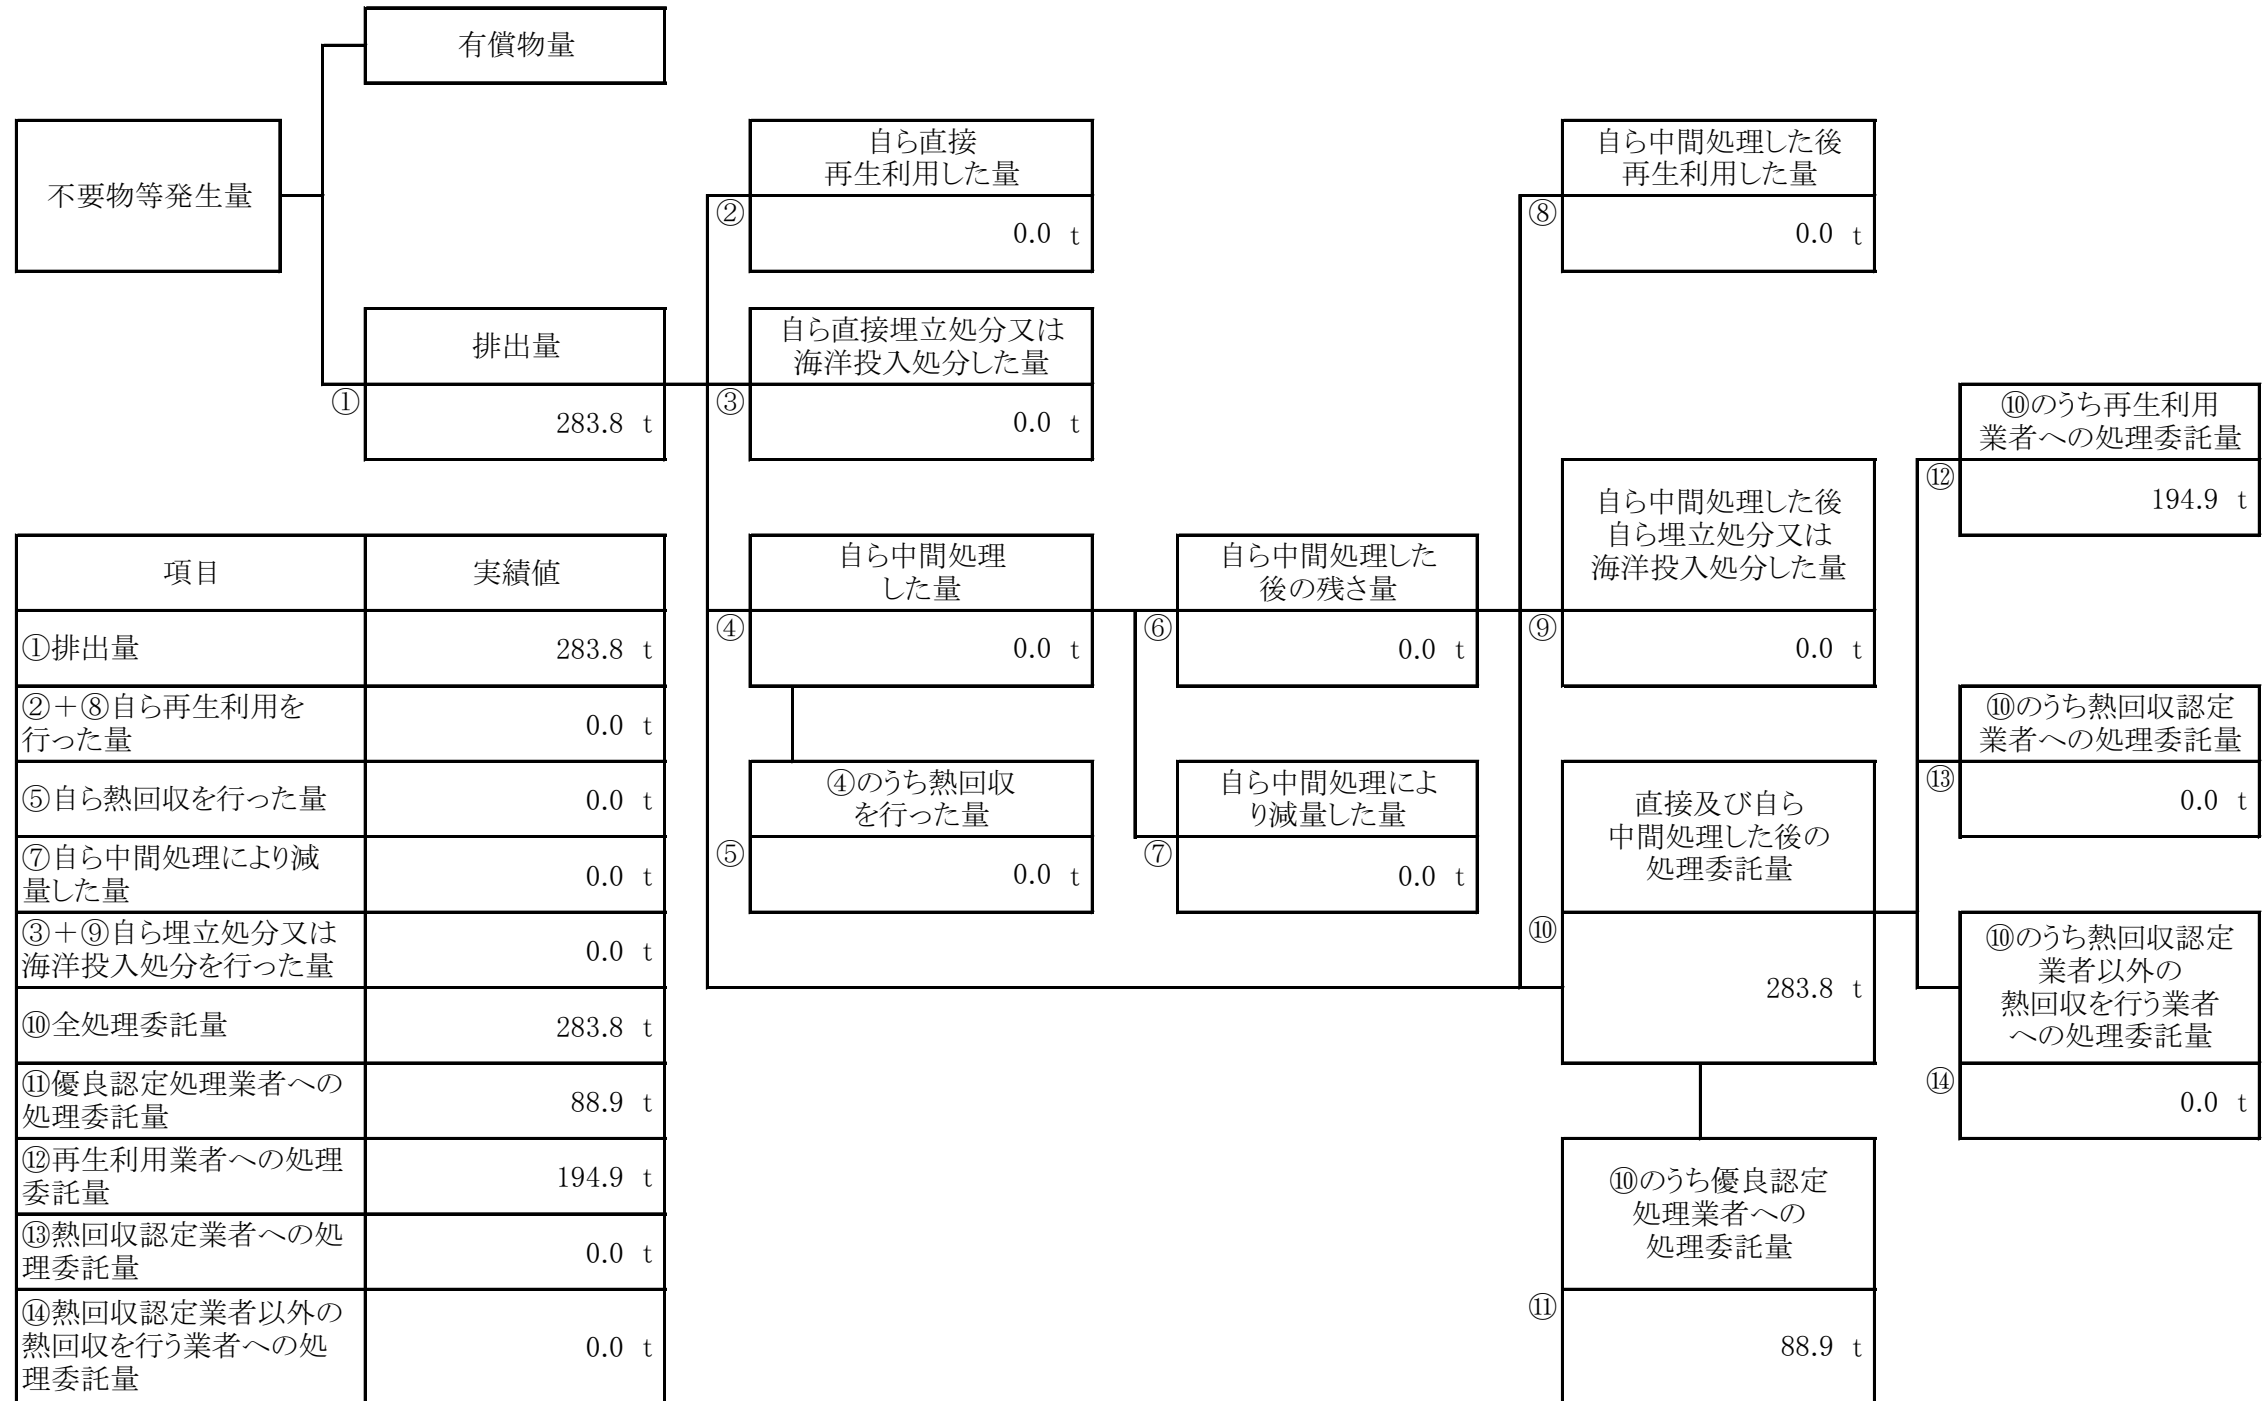 有償物量
不要物等発生量
排出量
①
283.8 t
自ら直接
再生利用した量
②
0.0 t
自ら直接埋立処分又は
海洋投入処分した量
③
0.0 t
自ら中間処理
した量
④
0.0 t
④のうち熱回収
を行った量
⑤
0.0 t
自ら中間処理した
後の残さ量
⑥
0.0 t
自ら中間処理によ
り減量した量
⑦
0.0 t
自ら中間処理した後
再生利用した量
⑧
0.0 t
自ら中間処理した後
自ら埋立処分又は
海洋投入処分した量
⑨
0.0 t
直接及び自ら
中間処理した後の
処理委託量
⑩
283.8 t
⑩のうち優良認定
処理業者への
処理委託量
⑪
88.9 t
⑩のうち再生利用
業者への処理委託量
⑫
194.9 t
⑩のうち熱回収認定
業者への処理委託量
⑬
0.0 t
⑩のうち熱回収認定
業者以外の
熱回収を行う業者
への処理委託量
⑭
0.0 t
項目 実績値
①排出量 283.8 t
②+⑧自ら再生利用を
行った量 0.0 t
⑤自ら熱回収を行った量 0.0 t
⑦自ら中間処理により減
量した量 0.0 t
③+⑨自ら埋立処分又は
海洋投入処分を行った量 0.0 t
⑩全処理委託量 283.8 t
⑪優良認定処理業者への
処理委託量 88.9 t
⑫再生利用業者への処理
委託量 194.9 t
⑬熱回収認定業者への処
理委託量 0.0 t
⑭熱回収認定業者以外の
熱回収を行う業者への処
理委託量 0.0 t